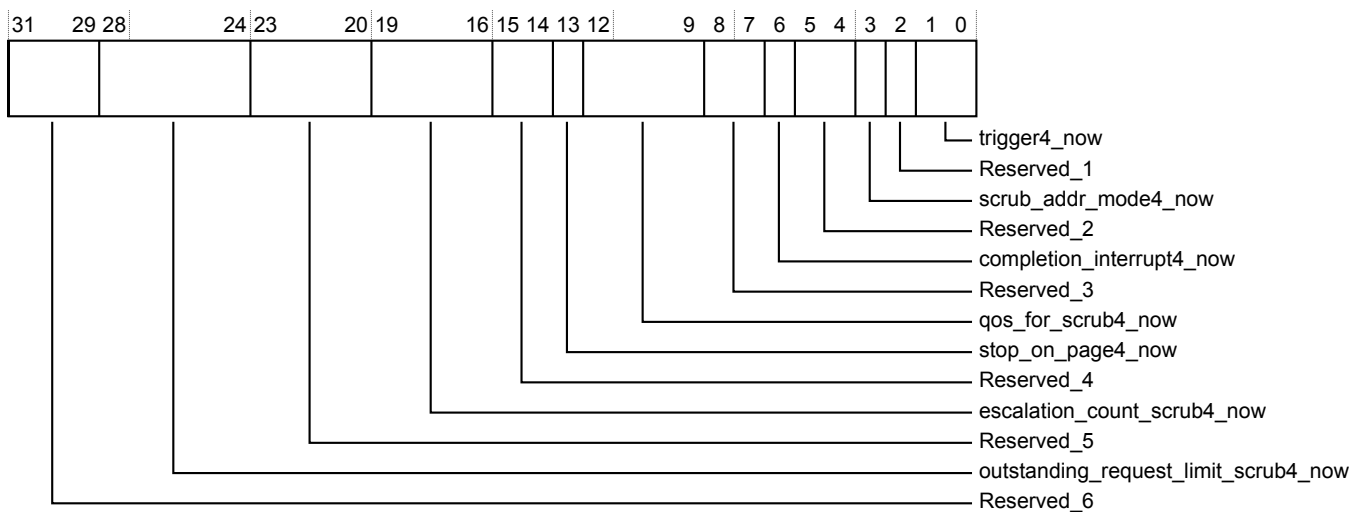 31 29 28 24 23 20 19 16 15 14 13 12 9 8 7 6 5 4 3 2 1 0
trigger4_now
Reserved_1
scrub_addr_mode4_now
Reserved_2
completion_interrupt4_now
Reserved_3
qos_for_scrub4_now
stop_on_page4_now
Reserved_4
escalation_count_scrub4_now
Reserved_5
outstanding_request_limit_scrub4_now
Reserved_6